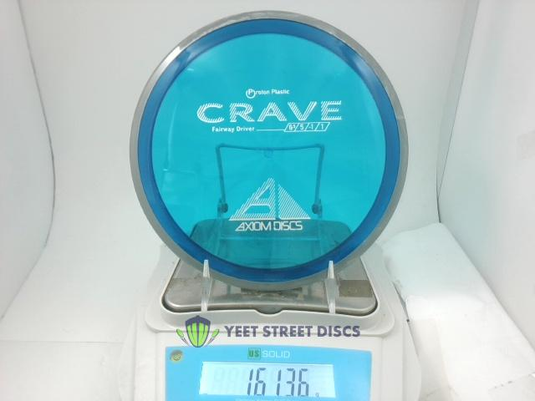 Proton Plastic
CRAVE
Fairway Driver
AXIOM DISCS
YEET STREET DISCS
US SOLID
161.36